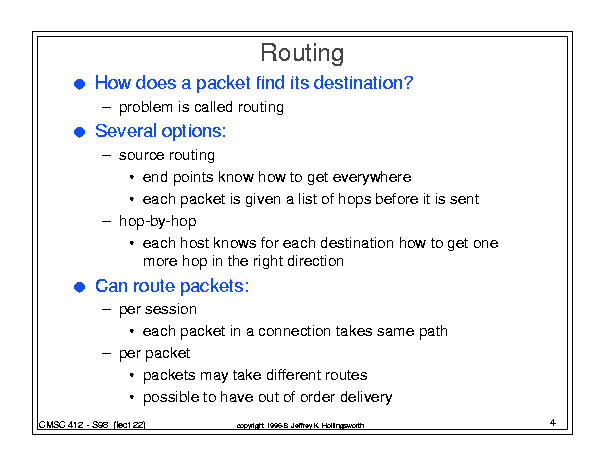 Routing
● How does a packet find its destination?
– problem is called routing
● Several options:
– source routing
• end points know how to get everywhere
• each packet is given a list of hops before it is sent
– hop-by-hop
• each host knows for each destination how to get one
more hop in the right direction
● Can route packets:
– per session
• each packet in a connection takes same path
– per packet
• packets may take different routes
• possible to have out of order delivery
CMSC 412 - S98 (lect 22)
copyright 1996-8 Jeffrey K. Hollingsworth
4